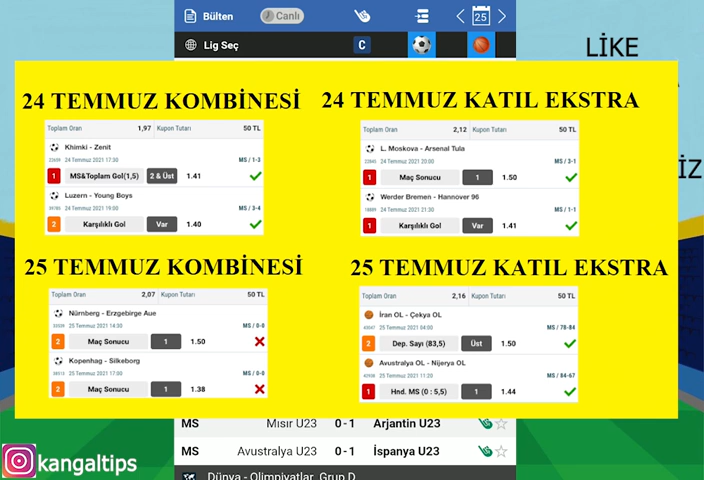 Bülten
Canlı
25
Lig Seç
C
LİKE
İZ
24 TEMMUZ KOMBİNESİ
Toplam Oran 1,97 Kupon Tutarı 50 TL
Khimki - Zenit
24 Temmuz 2021 17:30 MS / 1-3
1 MS&Toplam Gol(1,5) 2 & Üst 1.41
Luzern - Young Boys
24 Temmuz 2021 19:00 MS / 3-4
2 Karşılıklı Gol Var 1.40
24 TEMMUZ KATIL EKSTRA
Toplam Oran 2,12 Kupon Tutarı 50 TL
L. Moskova - Arsenal Tula
24 Temmuz 2021 20:00 MS / 3-1
1 Maç Sonucu 1 1.50
Werder Bremen - Hannover 96
24 Temmuz 2021 21:30 MS / 1-1
1 Karşılıklı Gol Var 1.41
25 TEMMUZ KOMBİNESİ
Toplam Oran 2,07 Kupon Tutarı 50 TL
Nürnberg - Erzgebirge Aue
25 Temmuz 2021 14:30 MS / 0-0
2 Maç Sonucu 1 1.50
Kopenhag - Silkeborg
25 Temmuz 2021 17:00 MS / 0-0
2 Maç Sonucu 1 1.38
25 TEMMUZ KATIL EKSTRA
Toplam Oran 2,16 Kupon Tutarı 50 TL
İran OL - Çekya OL
25 Temmuz 2021 04:00 MS / 78-84
2 Dep. Sayı (83,5) Üst 1.50
Avustralya OL - Nijerya OL
25 Temmuz 2021 11:20 MS / 84-67
1 Hnd. MS (0 : 5,5) 1 1.44
MS Mısır U23 0-1 Arjantin U23
MS Avustralya U23 0-1 İspanya U23
Dünya - Olimpiyatlar, Grup D
kangaltips